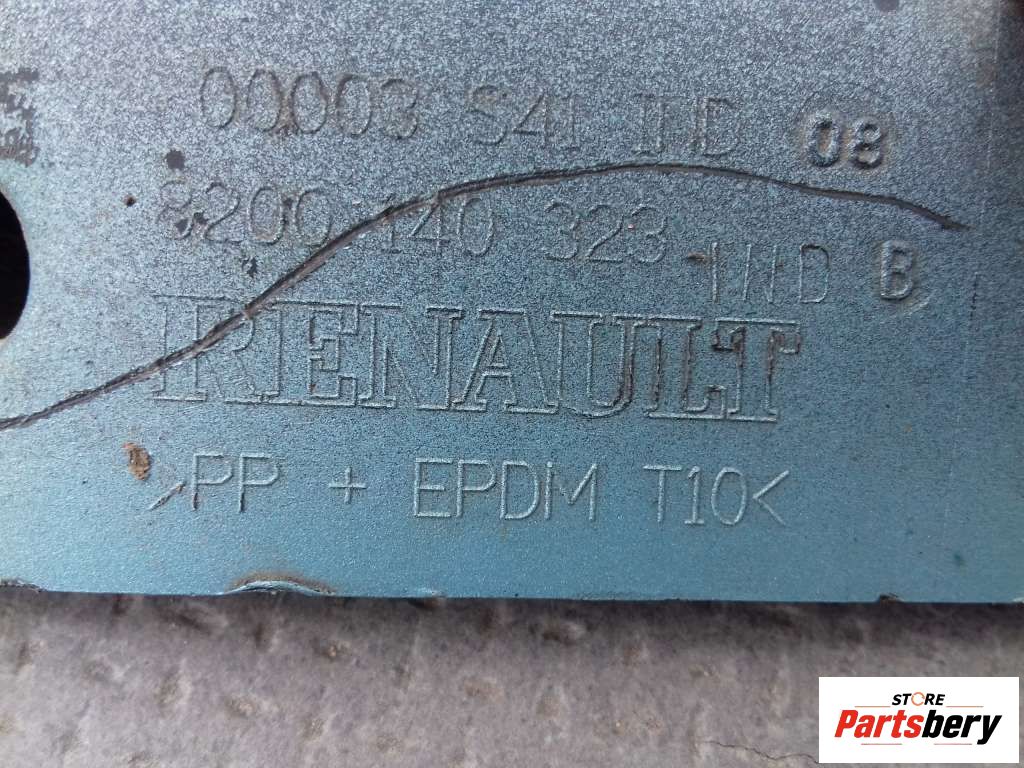 00003 S41 IND 08
8200 140 323 IND B
RENAULT
>PP + EPDM T10<
STORE
Partsbery